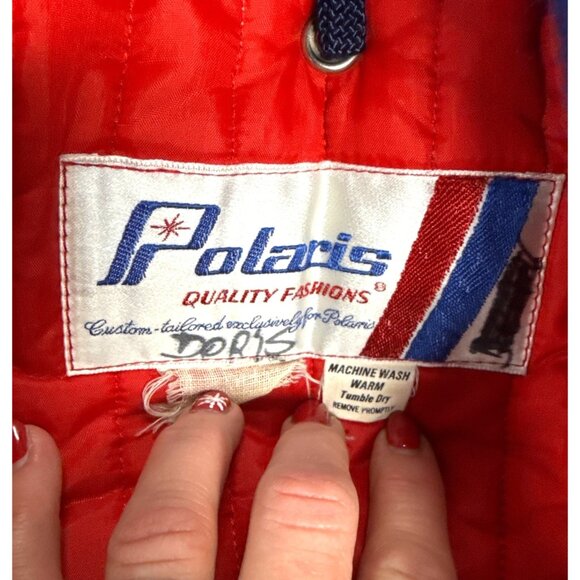 Polaris
QUALITY FASHIONS®
Custom-tailored exclusively for Polaris
DORIS
MACHINE WASH
WARM
Tumble Dry
REMOVE PROMPTLY